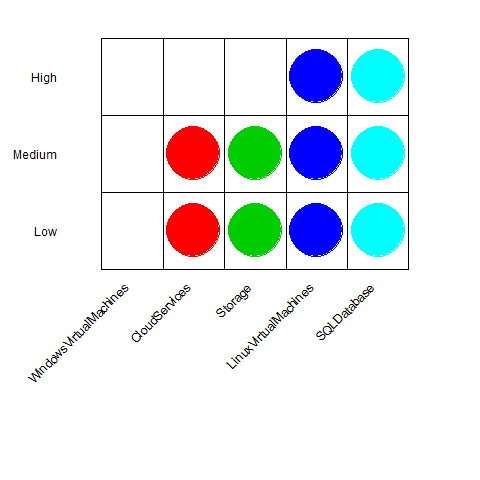 High
Medium
Low
WindowsVirtualMachines
CloudServices
Storage
LinuxVirtualMachines
SQLDatabase